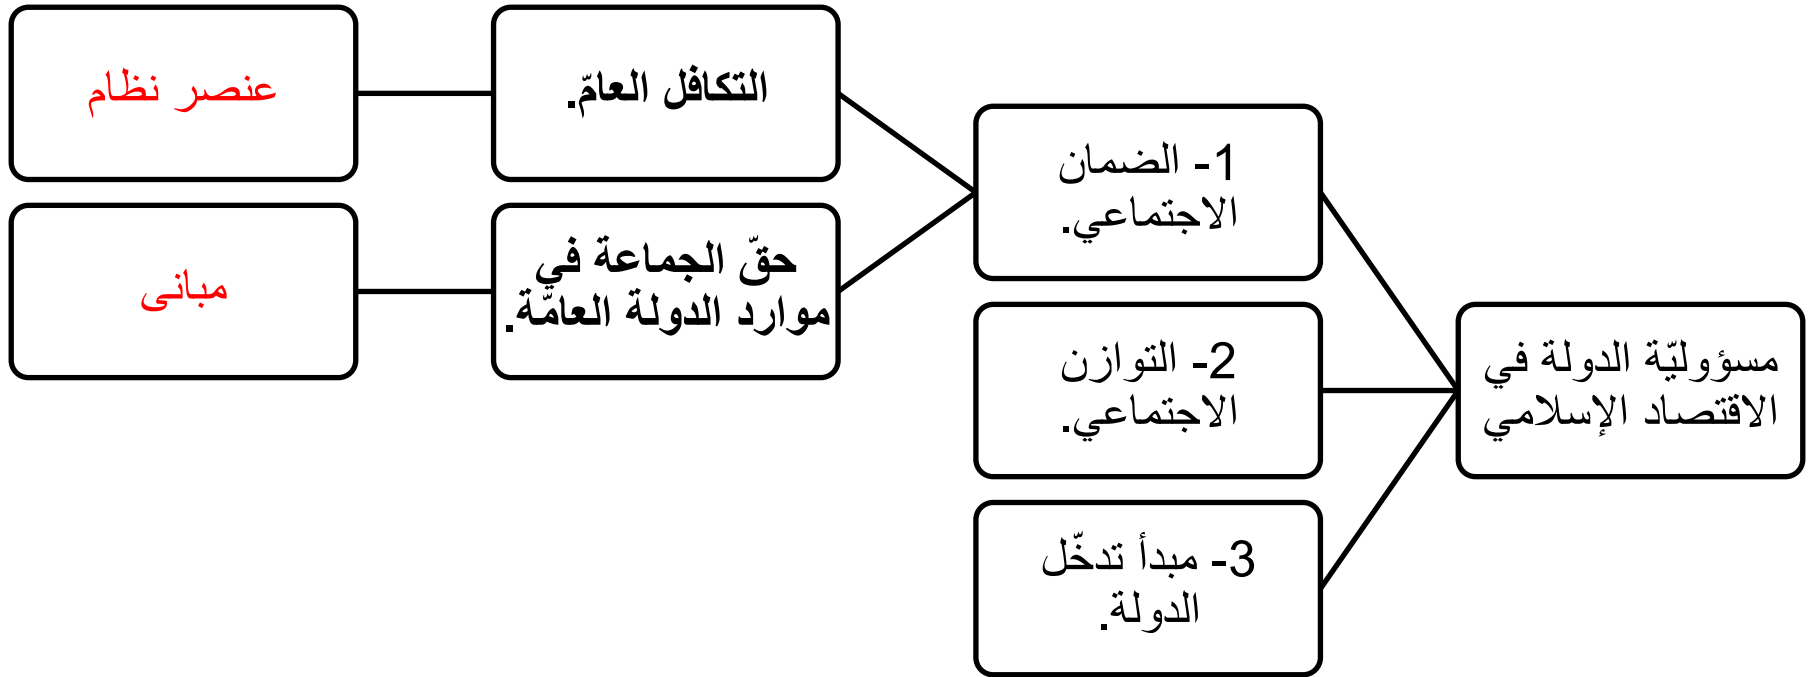 مسؤوليّة الدولة في
الاقتصاد الإسلامي
1- الضمان
الاجتماعي.
التكافل العامّ.
عنصر نظام
حقّ الجماعة في
موارد الدولة العامّة.
مبانی
2- التوازن
الاجتماعي.
3- مبدأ تدخّل
الدولة.